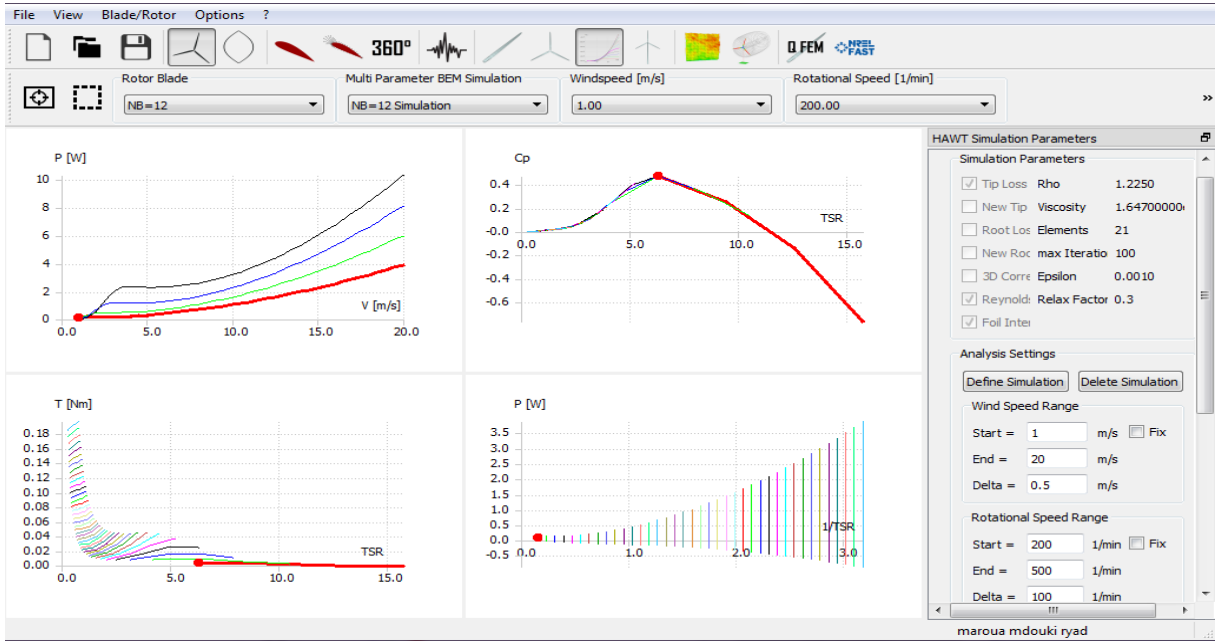 File View Blade/Rotor Options ?
360° Q FEM NREL FAST
Rotor Blade Multi Parameter BEM Simulation Windspeed [m/s] Rotational Speed [1/min]
NB=12 NB=12 Simulation 1.00 200.00 »
P [W]
10
8
6
4
2
0
V [m/s]
0.0 5.0 10.0 15.0 20.0
Cp
0.4
0.2
-0.0
-0.2
-0.4
-0.6
TSR
0.0 5.0 10.0 15.0
T [Nm]
0.18
0.16
0.14
0.12
0.10
0.08
0.06
0.04
0.02
0.00
TSR
0.0 5.0 10.0 15.0
P [W]
3.5
3.0
2.5
2.0
1.5
1.0
0.5
0.0
-0.5
1/TSR
0.0 1.0 2.0 3.0
HAWT Simulation Parameters
Simulation Parameters
Tip Loss Rho 1.2250
New Tip Viscosity 1.64700000
Root Los Elements 21
New Roc max Iteratio 100
3D Corre Epsilon 0.0010
Reynold: Relax Factor 0.3
Foil Inter
Analysis Settings
Define Simulation Delete Simulation
Wind Speed Range
Start = 1 m/s Fix
End = 20 m/s
Delta = 0.5 m/s
Rotational Speed Range
Start = 200 1/min Fix
End = 500 1/min
Delta = 100 1/min
maroua mdouki ryad